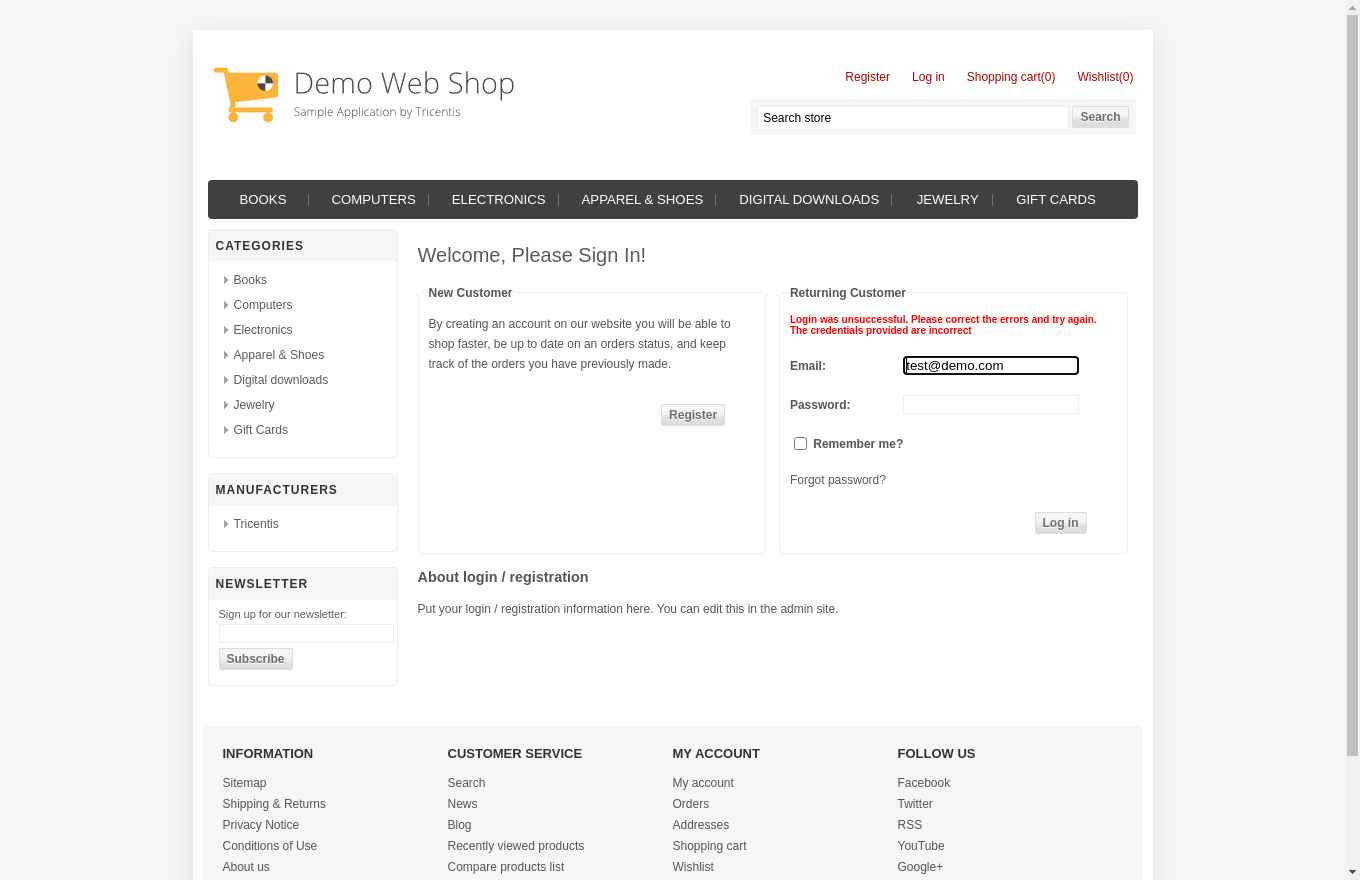 Demo Web Shop
Sample Application by Tricentis
Register Log in Shopping cart(0) Wishlist(0)
Search store Search
BOOKS COMPUTERS ELECTRONICS APPAREL & SHOES DIGITAL DOWNLOADS JEWELRY GIFT CARDS
CATEGORIES
Books
Computers
Electronics
Apparel & Shoes
Digital downloads
Jewelry
Gift Cards
MANUFACTURERS
Tricentis
NEWSLETTER
Sign up for our newsletter:
Subscribe
Welcome, Please Sign In!
New Customer
By creating an account on our website you will be able to
shop faster, be up to date on an orders status, and keep
track of the orders you have previously made.
Register
Returning Customer
Login was unsuccessful. Please correct the errors and try again.
The credentials provided are incorrect
Email: test@demo.com
Password:
Remember me?
Forgot password?
Log in
About login / registration
Put your login / registration information here. You can edit this in the admin site.
INFORMATION
Sitemap
Shipping & Returns
Privacy Notice
Conditions of Use
About us
CUSTOMER SERVICE
Search
News
Blog
Recently viewed products
Compare products list
MY ACCOUNT
My account
Orders
Addresses
Shopping cart
Wishlist
FOLLOW US
Facebook
Twitter
RSS
YouTube
Google+